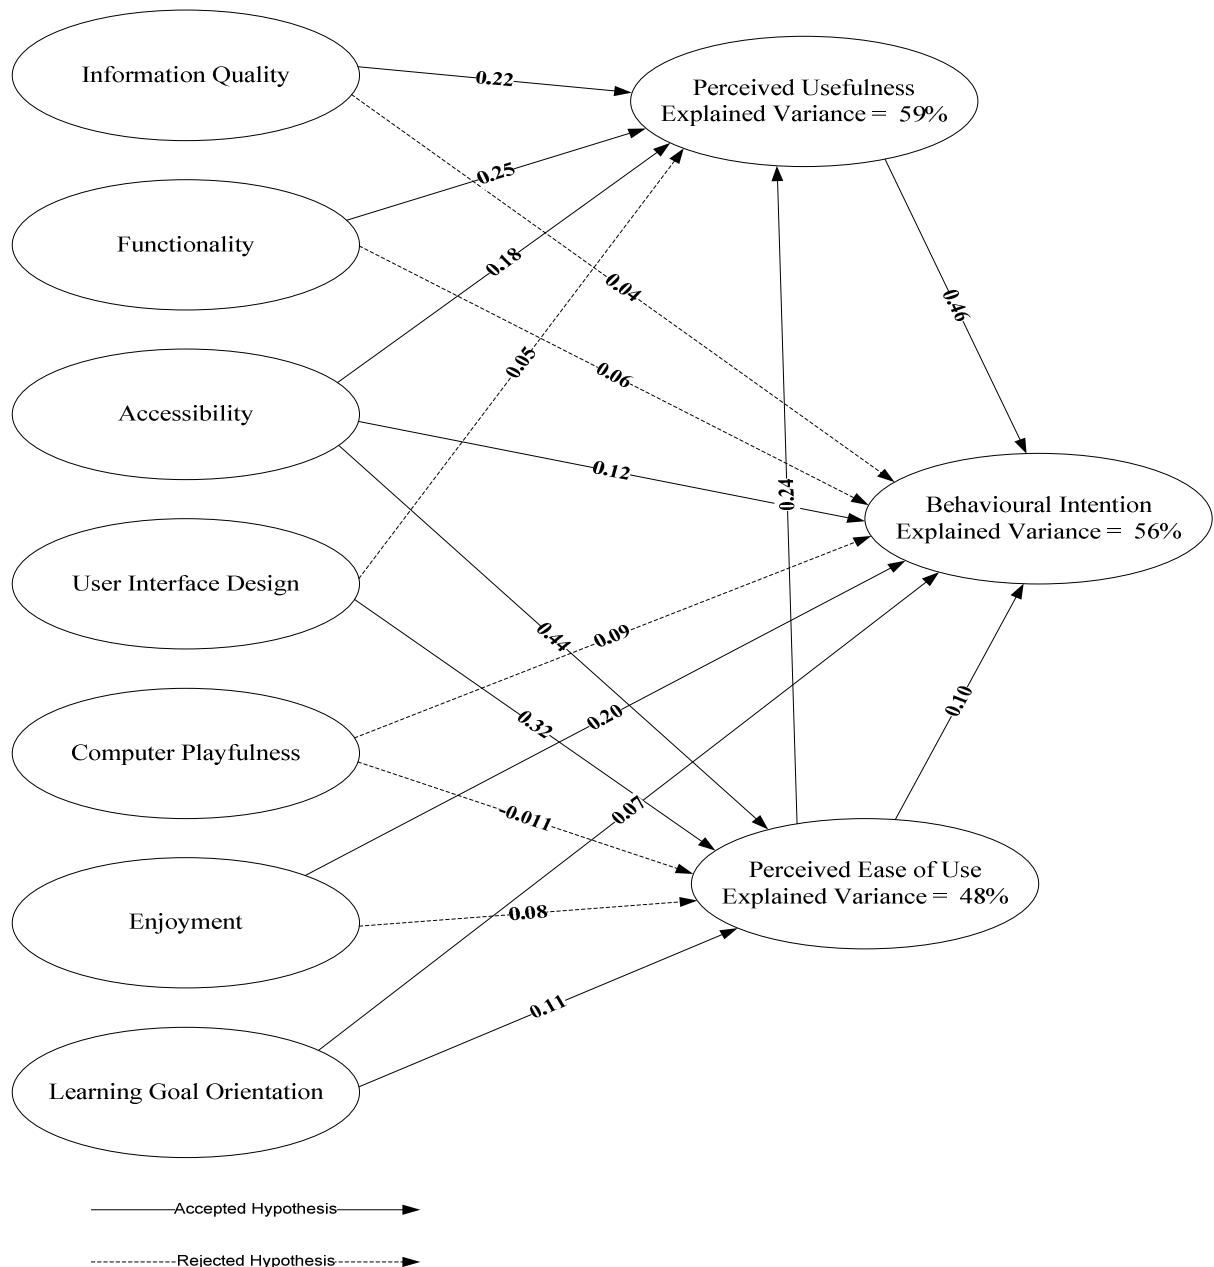 Information Quality
0.22
Perceived Usefulness
Explained Variance = 59%
0.25
Functionality
0.18
0.04
0.46
0.05
0.06
Accessibility
0.12
0.24
Behavioural Intention
Explained Variance = 56%
User Interface Design
0.44
0.09
0.32
0.20
0.10
Computer Playfulness
-0.011
0.07
Perceived Ease of Use
Explained Variance = 48%
Enjoyment
0.08
0.11
Learning Goal Orientation
Accepted Hypothesis
Rejected Hypothesis